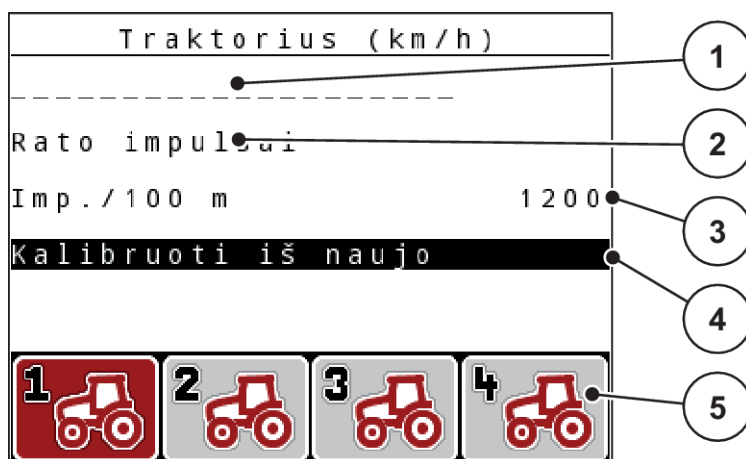 Traktorius (km/h)
1
Rato impulsai
2
Imp./100 m 1200
3
Kalibruoti iš naujo
4
1 2 3 4
5